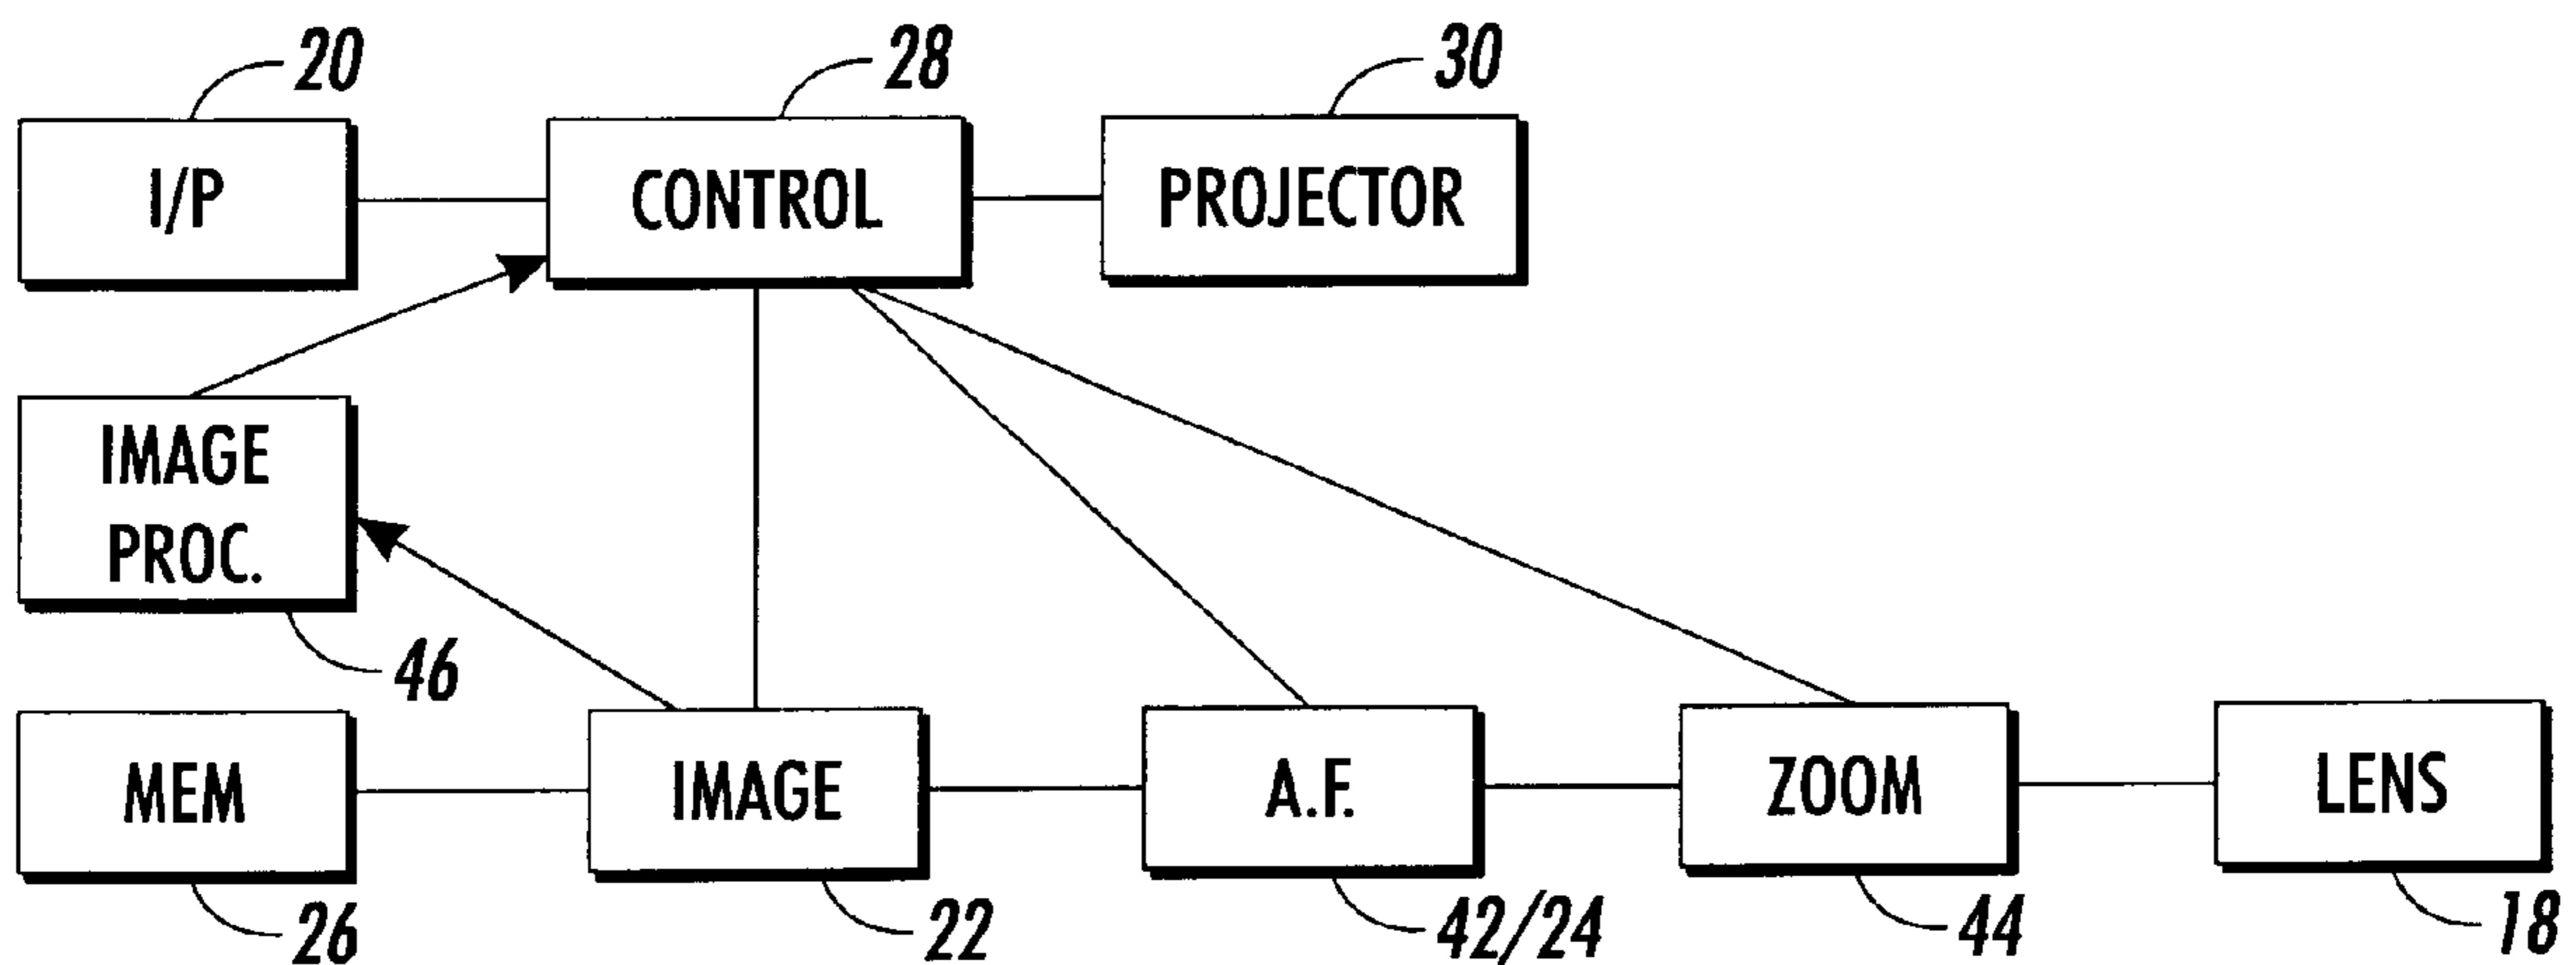 20
28
30
I/P
CONTROL
PROJECTOR
IMAGE
PROC.
46
MEM
IMAGE
A.F.
ZOOM
LENS
26
22
42/24
44
18